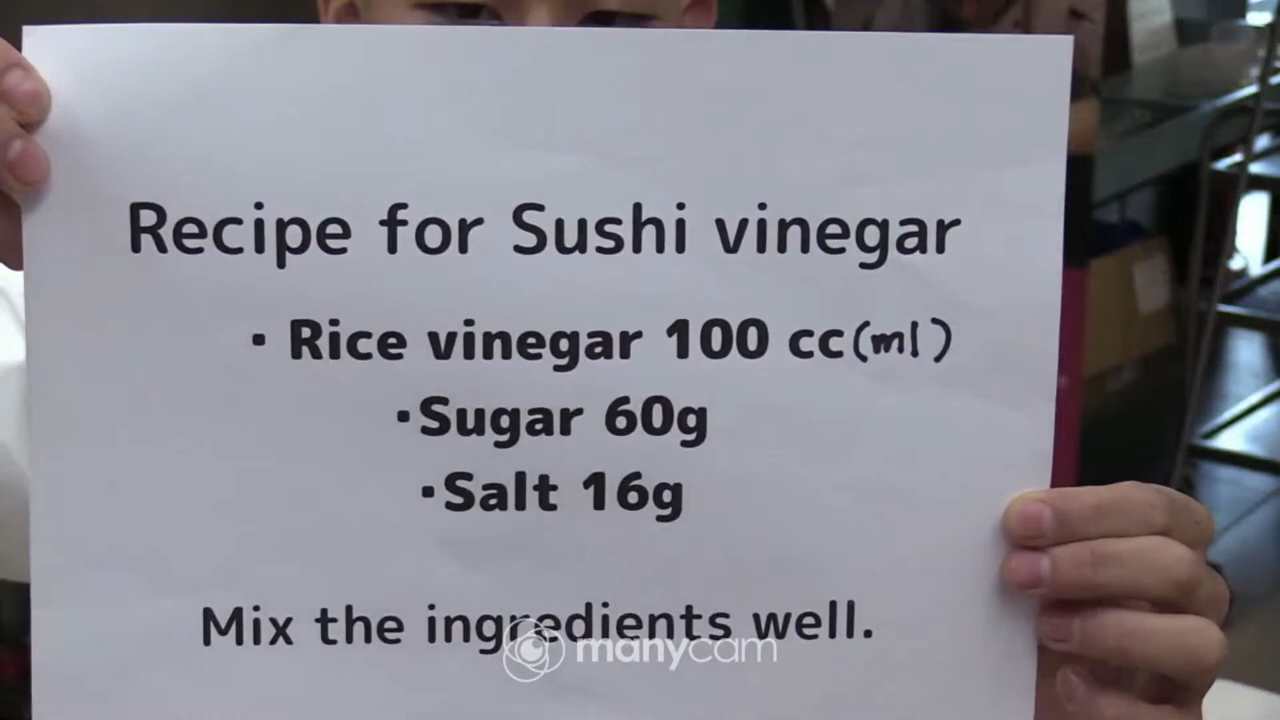 Recipe for Sushi vinegar
・Rice vinegar 100 cc(ml)
・Sugar 60g
・Salt 16g
Mix the ingredients well.
manycam